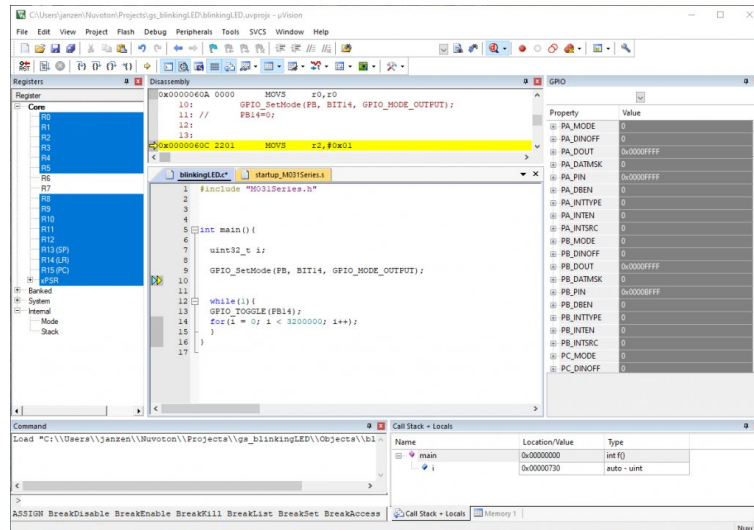 C:\Users\janzen\Nuvoton\Projects\gs_blinkingLED\blinkingLED.uvprojx - µVision
File Edit View Project Flash Debug Peripherals Tools SVCS Window Help
Registers
Register
Core
R0
R1
R2
R3
R4
R5
R6
R7
R8
R9
R10
R11
R12
R13 (SP)
R14 (LR)
R15 (PC)
xPSR
Banked
System
Internal
Mode
Stack
Disassembly
0x0000060A 0000 MOVS r0,r0
10: GPIO_SetMode(PB, BIT14, GPIO_MODE_OUTPUT);
11: // PB14=0;
12:
13:
0x0000060C 2201 MOVS r2,#0x01
blinkingLED.c* startup_M031Series.s
1 #include "M031Series.h"
2
3
4
5 int main(){
6
7 uint32_t i;
8
9 GPIO_SetMode(PB, BIT14, GPIO_MODE_OUTPUT);
10
11
12 while(1){
13 GPIO_TOGGLE(PB14);
14 for(i = 0; i < 3200000; i++);
15 }
16 }
17
GPIO
Property Value
PA_MODE 0
PA_DINOFF 0
PA_DOUT 0x0000FFFF
PA_DATMSK 0
PA_PIN 0x0000FFFF
PA_DBEN 0
PA_INTTYPE 0
PA_INTEN 0
PA_INTSRC 0
PB_MODE 0
PB_DINOFF 0
PB_DOUT 0x0000FFFF
PB_DATMSK 0
PB_PIN 0x0000BFFF
PB_DBEN 0
PB_INTTYPE 0
PB_INTEN 0
PB_INTSRC 0
PC_MODE 0
PC_DINOFF 0
Command
Load "C:\\Users\\janzen\\Nuvoton\\Projects\\gs_blinkingLED\\Objects\\bl
>
ASSIGN BreakDisable BreakEnable BreakKill BreakList BreakSet BreakAccess
Call Stack + Locals
Name Location/Value Type
main 0x00000000 int f()
i 0x00000730 auto - uint
Call Stack + Locals Memory 1